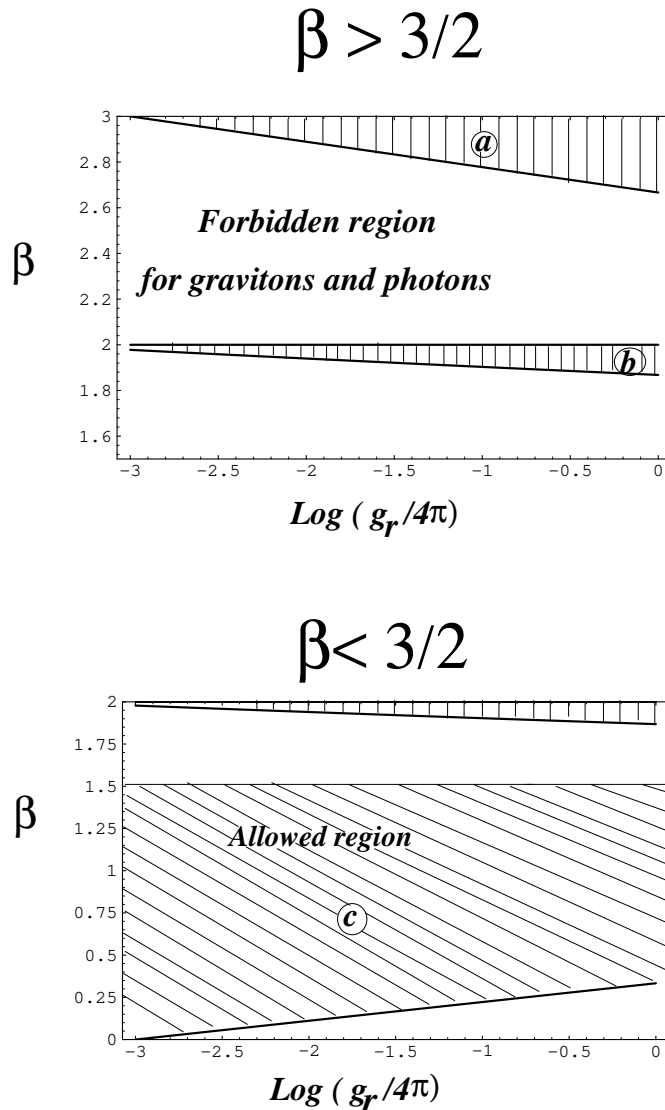 β > 3/2
3
2.8
2.6
2.4
2.2
2
1.8
1.6
β
a
Forbidden region
for gravitons and photons
b
−3 −2.5 −2 −1.5 −1 −0.5 0
Log ( g_r /4π)
β< 3/2
2
1.75
1.5
1.25
1
0.75
0.5
0.25
0
β
Allowed region
c
−3 −2.5 −2 −1.5 −1 −0.5 0
Log ( g_r /4π)